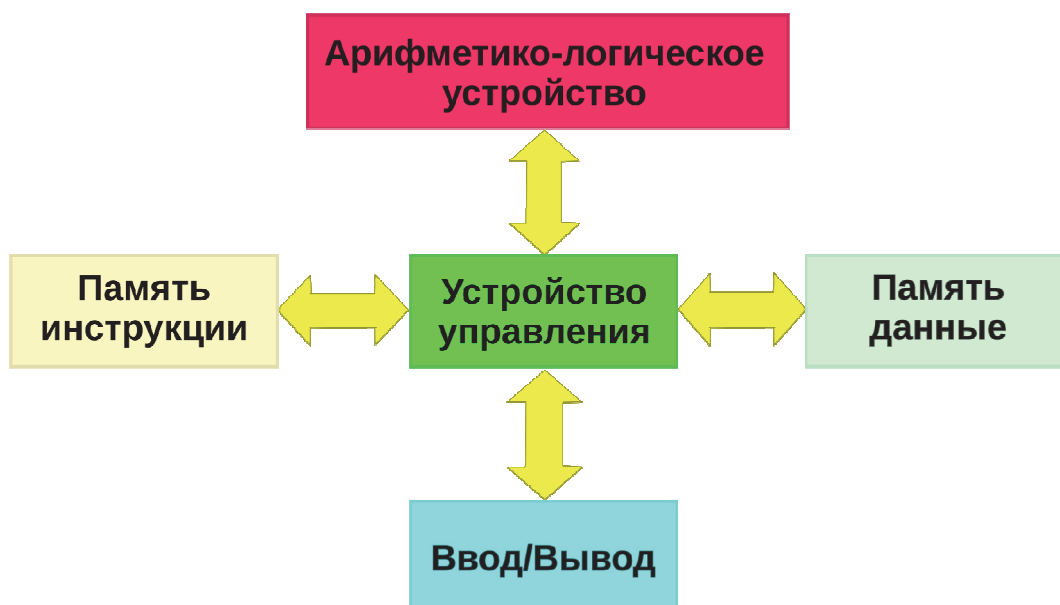 Арифметико-логическое
устройство
Память
инструкции
Устройство
управления
Память
данные
Ввод/Вывод